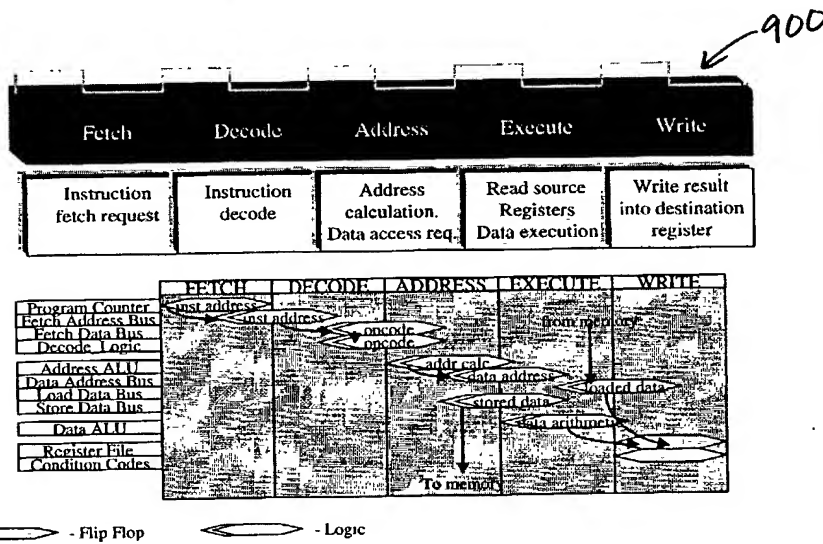 900
Fetch Decode Address Execute Write
Instruction fetch request
Instruction decode
Address calculation. Data access req.
Read source Registers Data execution
Write result into destination register
FETCH DECODE ADDRESS EXECUTE WRITE
Program Counter
Fetch Address Bus
Fetch Data Bus
Decode Logic
Address ALU
Data Address Bus
Load Data Bus
Store Data Bus
Data ALU
Register File
Condition Codes
inst address
inst address
opcode
opcode
from memory
addr calc
data address
loaded data
stored data
data arithmetic
To memory
- Flip Flop
- Logic